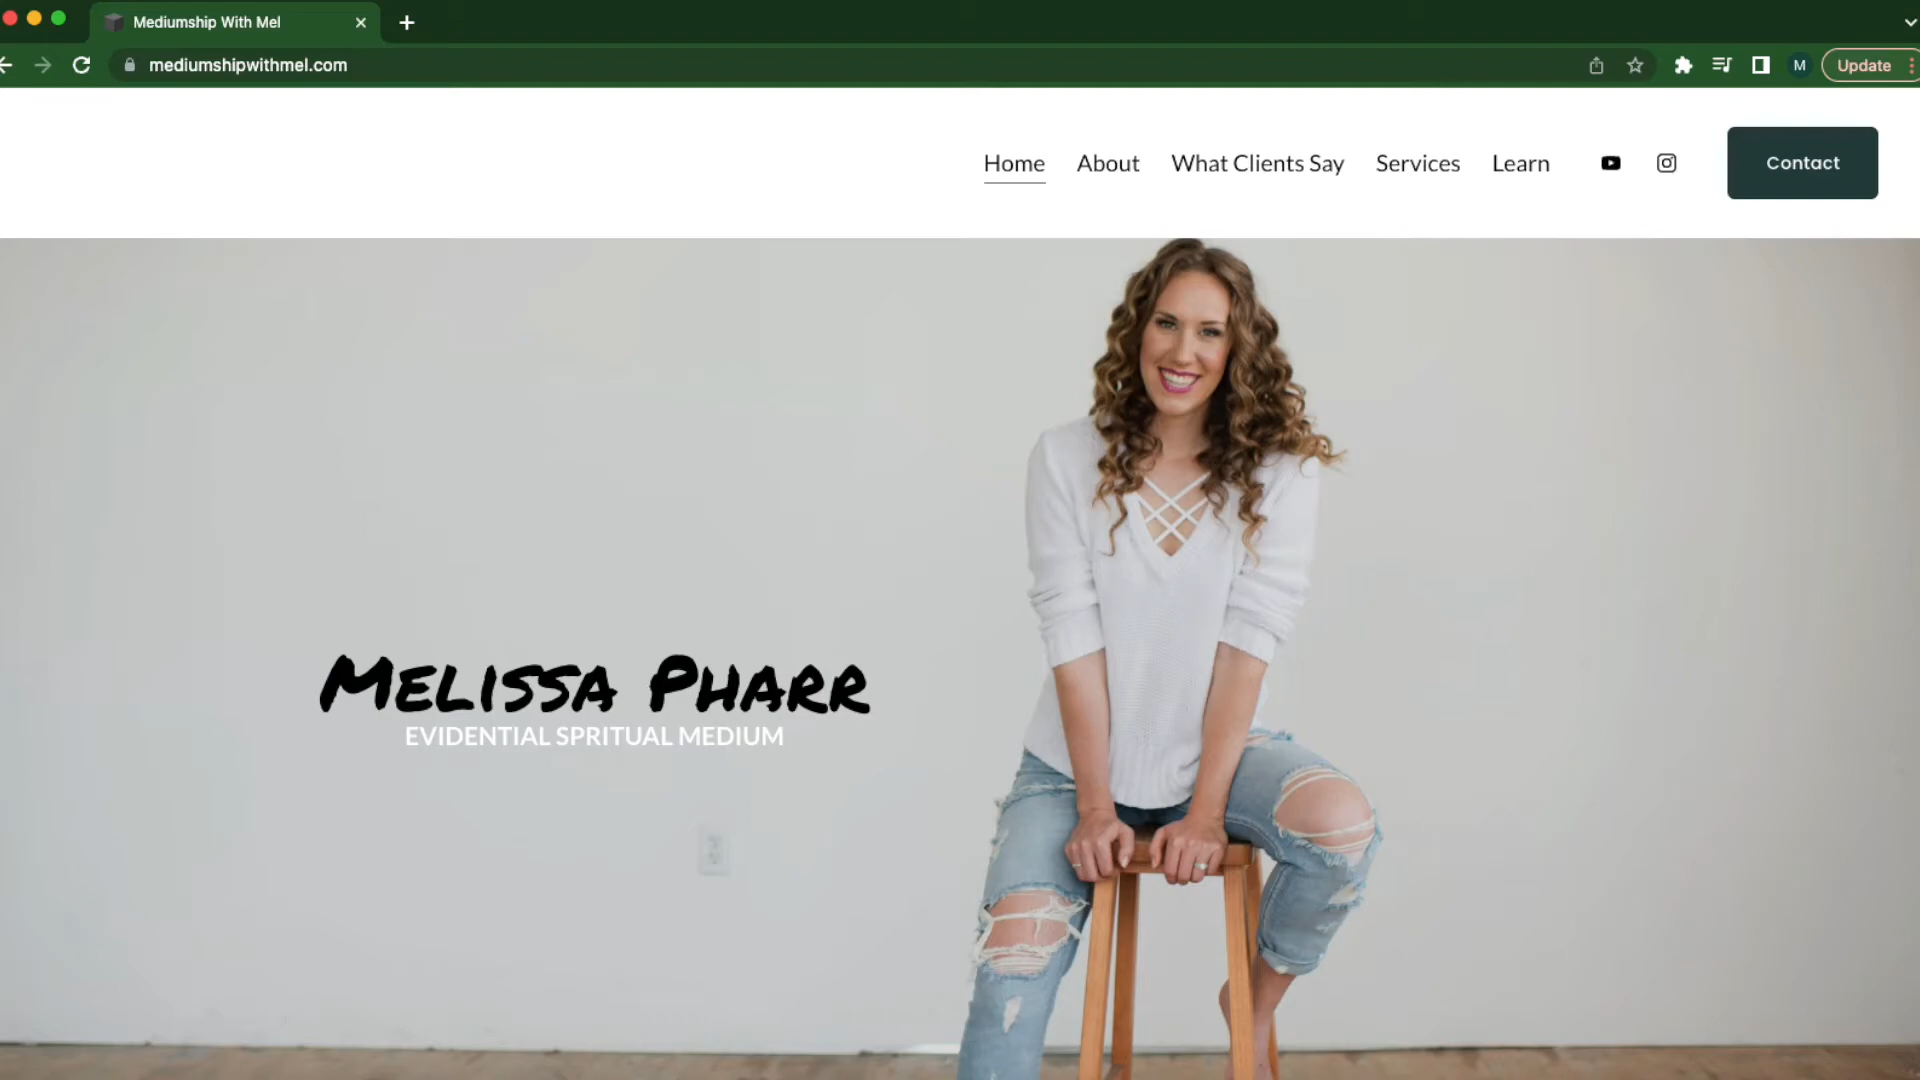 Mediumship With Mel
mediumshipwithmel.com
M
Update
Home
About
What Clients Say
Services
Learn
Contact
MELISSA PHARR
EVIDENTIAL SPRITUAL MEDIUM